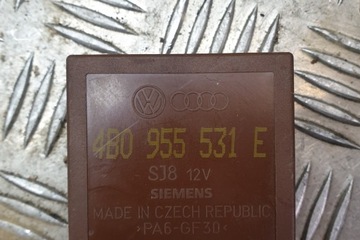 4B0 955 531 E
SJ8 12V
SIEMENS
MADE IN CZECH REPUBLIC
>PA6-GF30<